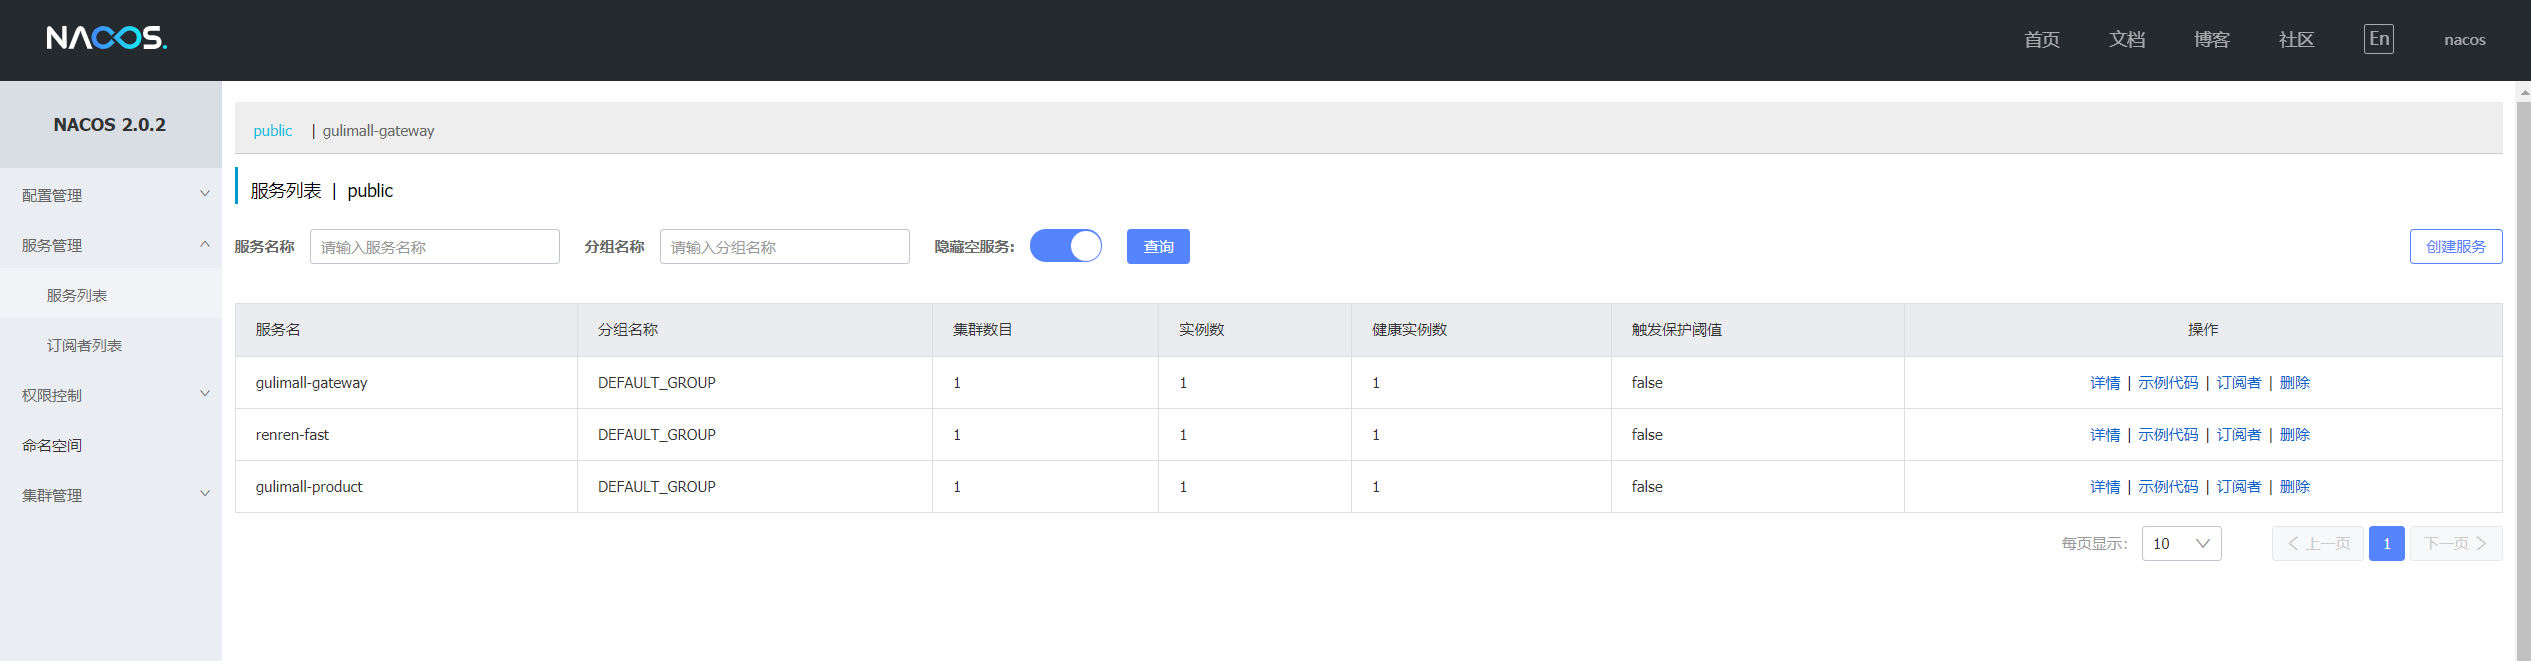 NACOS.
首页 文档 博客 社区 En nacos
NACOS 2.0.2
配置管理
服务管理
服务列表
订阅者列表
权限控制
命名空间
集群管理
public | gulimall-gateway
服务列表 | public
服务名称 请输入服务名称 分组名称 请输入分组名称 隐藏空服务: 查询 创建服务
服务名 分组名称 集群数目 实例数 健康实例数 触发保护阈值 操作
gulimall-gateway DEFAULT_GROUP 1 1 1 false 详情 | 示例代码 | 订阅者 | 删除
renren-fast DEFAULT_GROUP 1 1 1 false 详情 | 示例代码 | 订阅者 | 删除
gulimall-product DEFAULT_GROUP 1 1 1 false 详情 | 示例代码 | 订阅者 | 删除
每页显示: 10 上一页 1 下一页